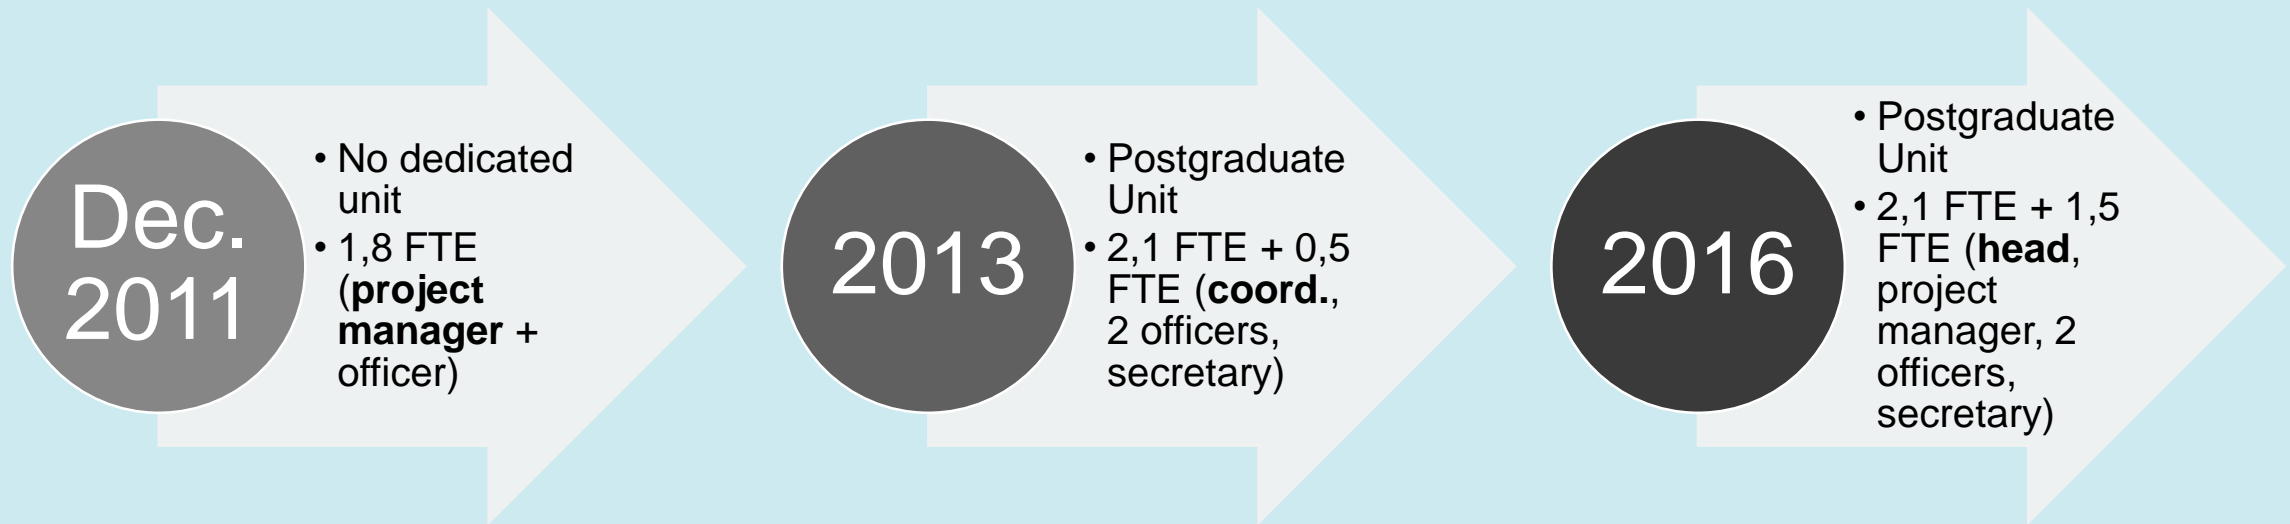 Dec.
2011
• No dedicated
unit
• 1,8 FTE
(project
manager +
officer)
2013
• Postgraduate
Unit
• 2,1 FTE + 0,5
FTE (coord.,
2 officers,
secretary)
2016
• Postgraduate
Unit
• 2,1 FTE + 1,5
FTE (head,
project
manager, 2
officers,
secretary)